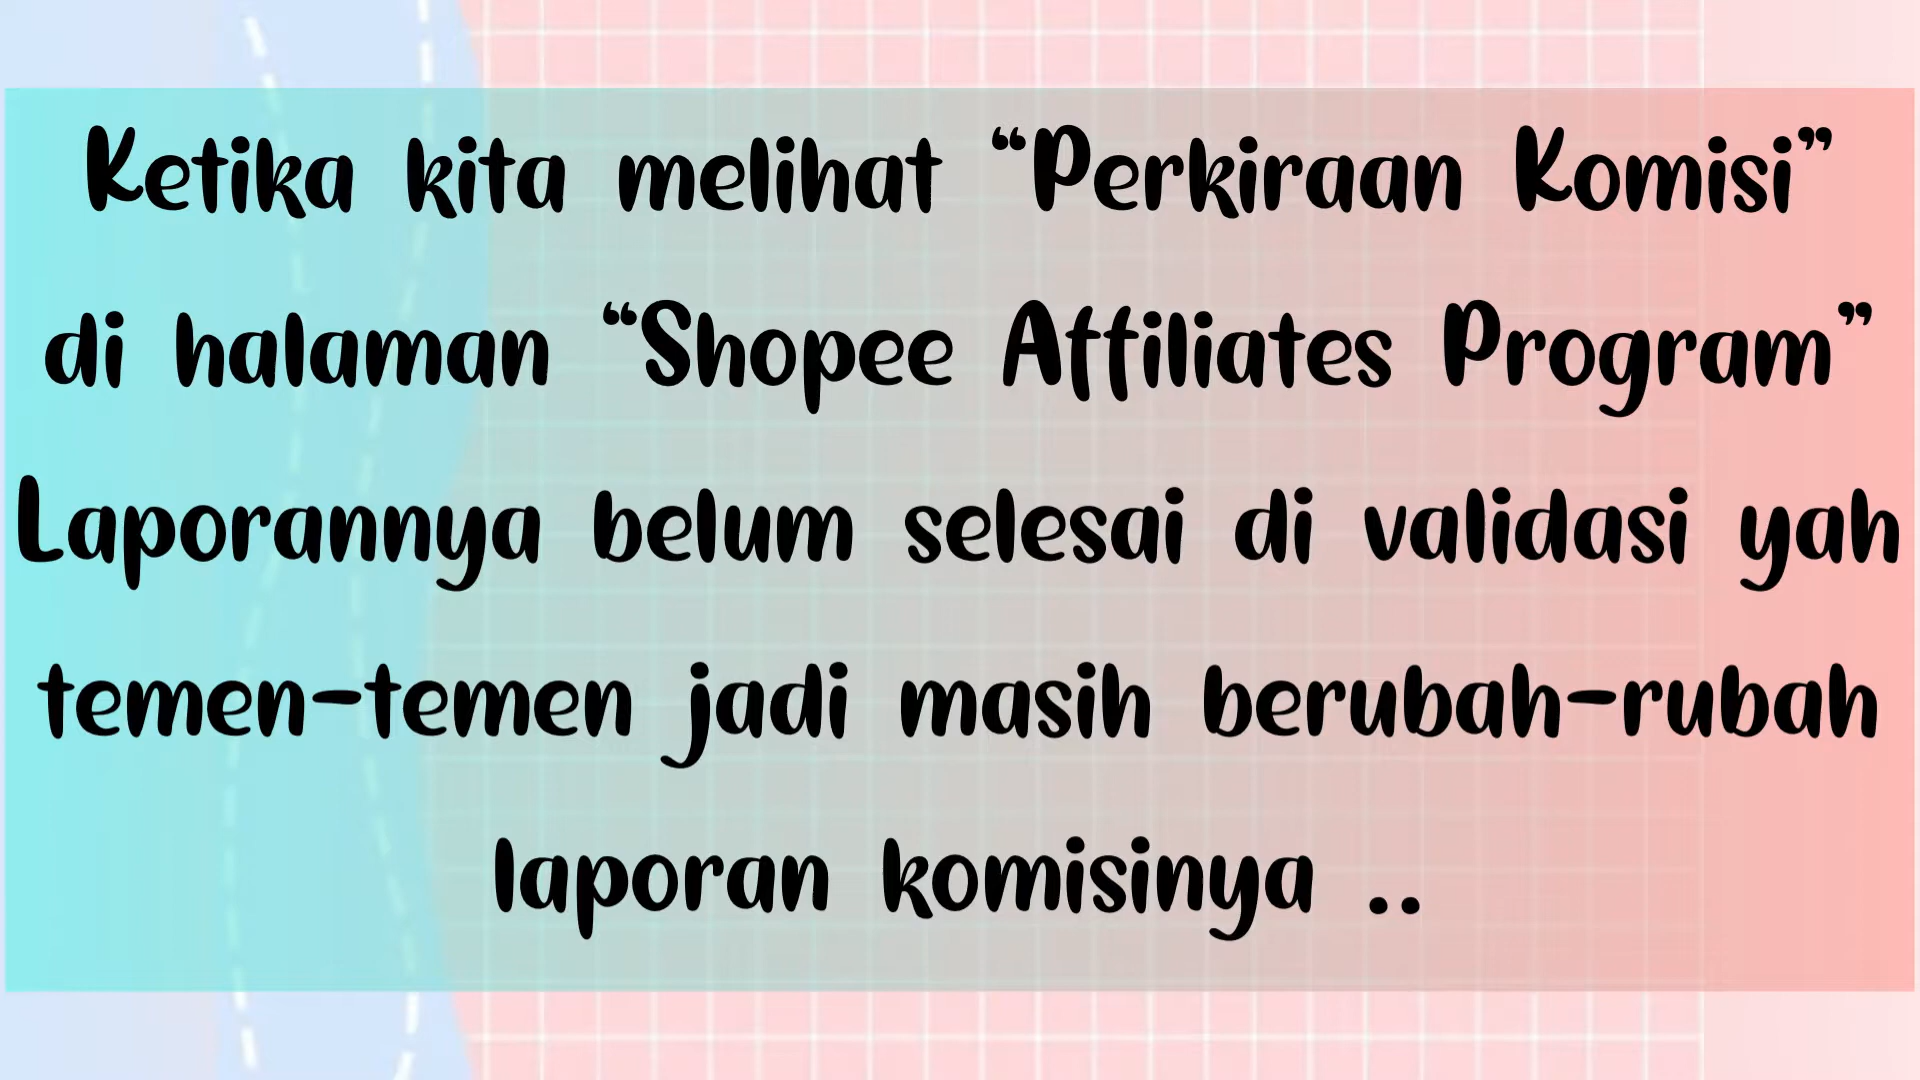 Ketika kita melihat “Perkiraan Komisi”
di halaman “Shopee Affiliates Program”
Laporannya belum selesai di validasi yah
temen-temen jadi masih berubah-rubah
laporan komisinya ..